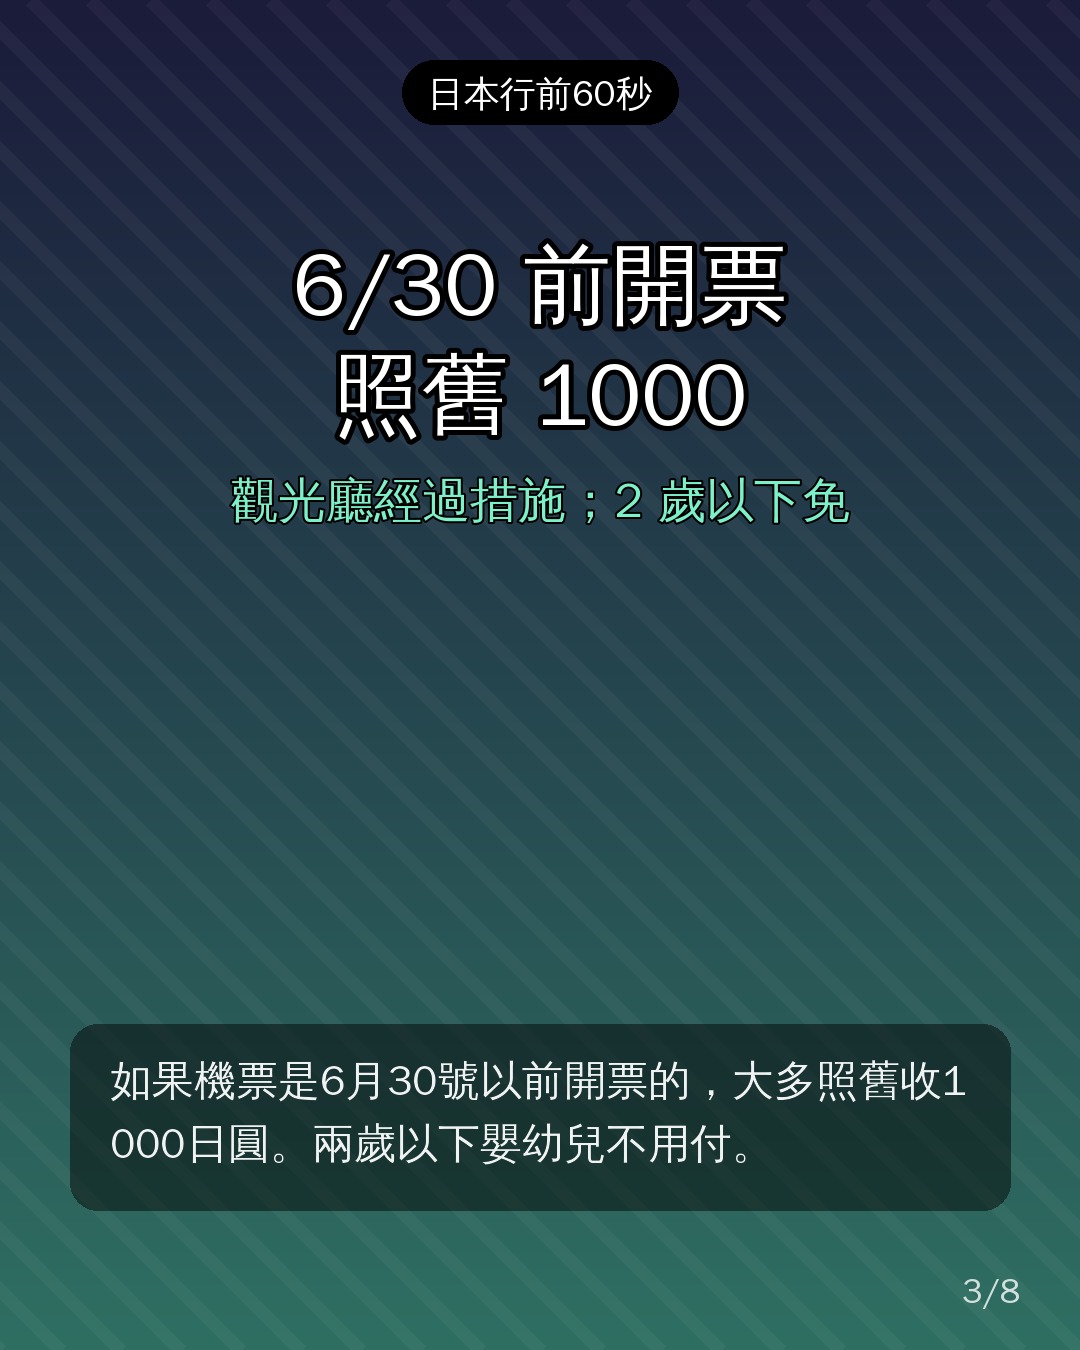 日本行前60秒
6/30 前開票
照舊 1000
觀光廳經過措施；2 歲以下免
如果機票是6月30號以前開票的，大多照舊收1
000日圓。兩歲以下嬰幼兒不用付。
3/8